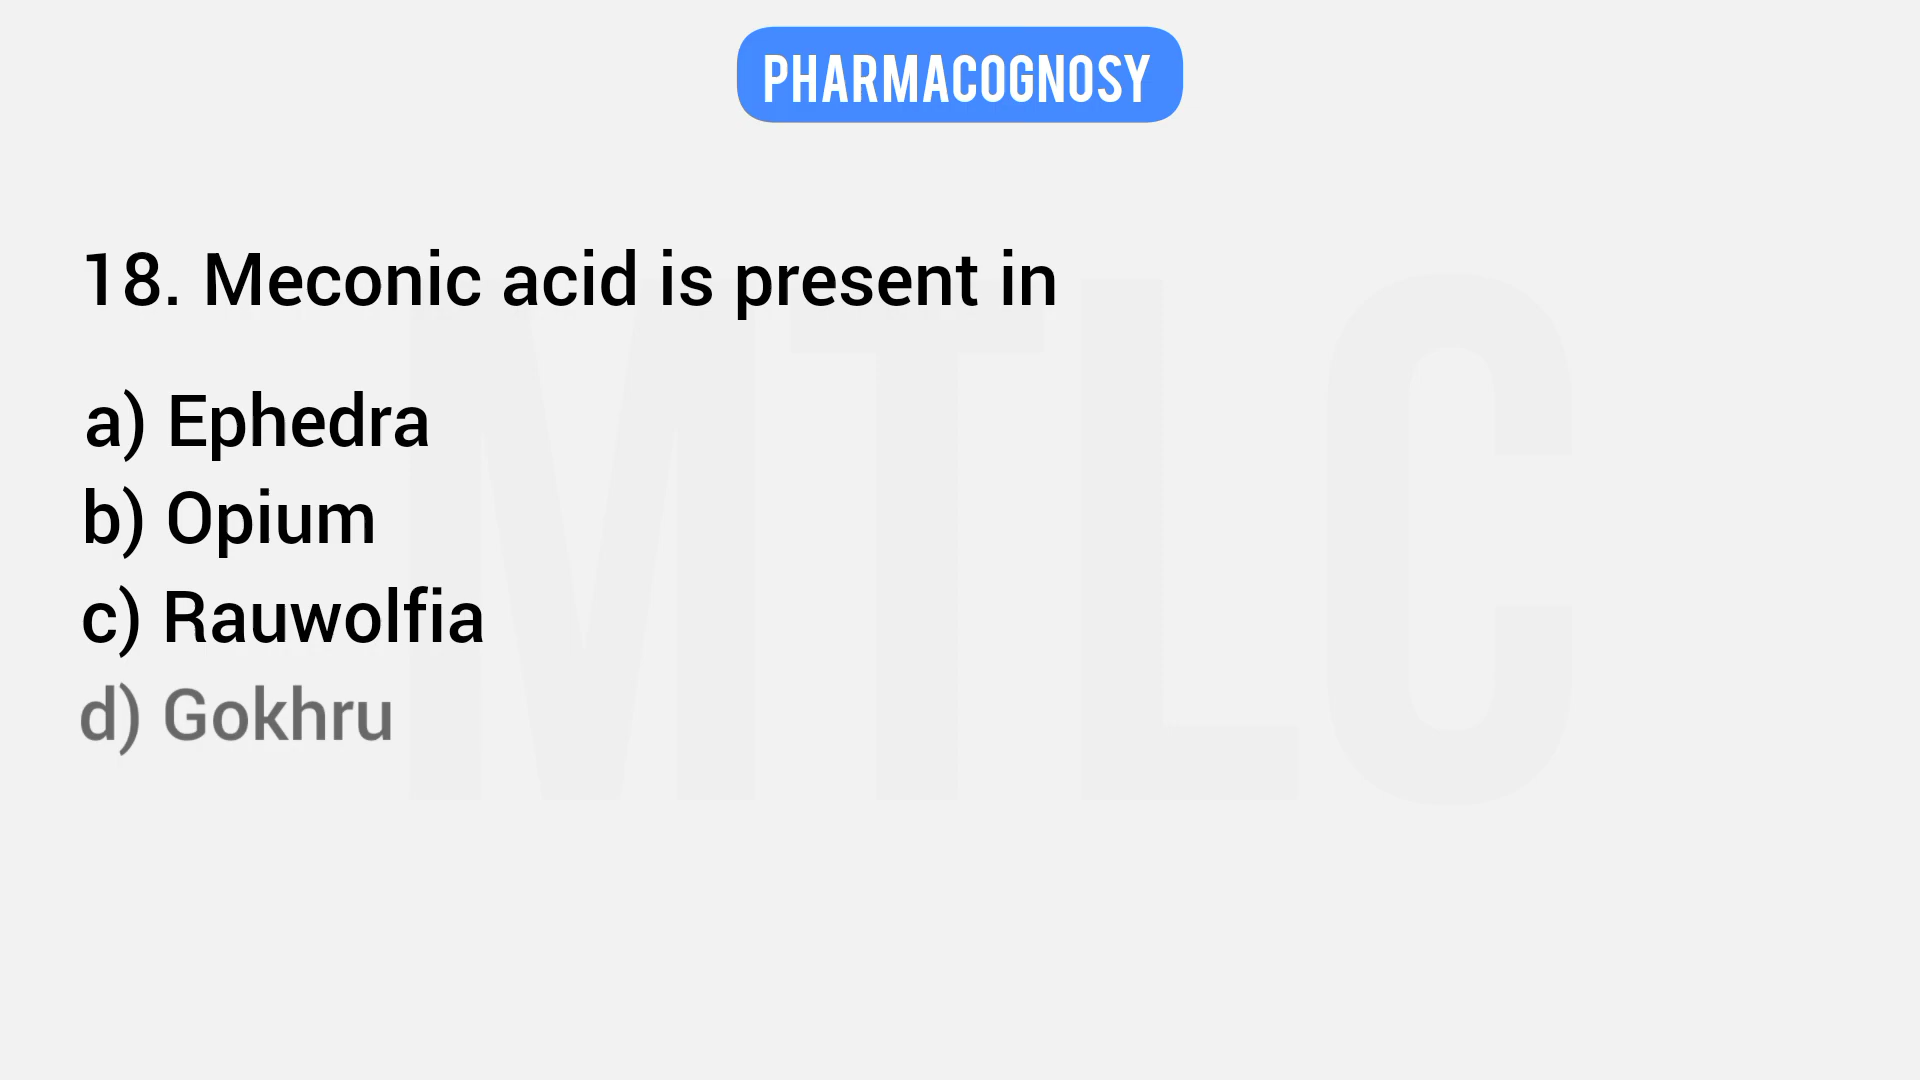 PHARMACOGNOSY
18. Meconic acid is present in
a) Ephedra
b) Opium
c) Rauwolfia
d) Gokhru
MTLC